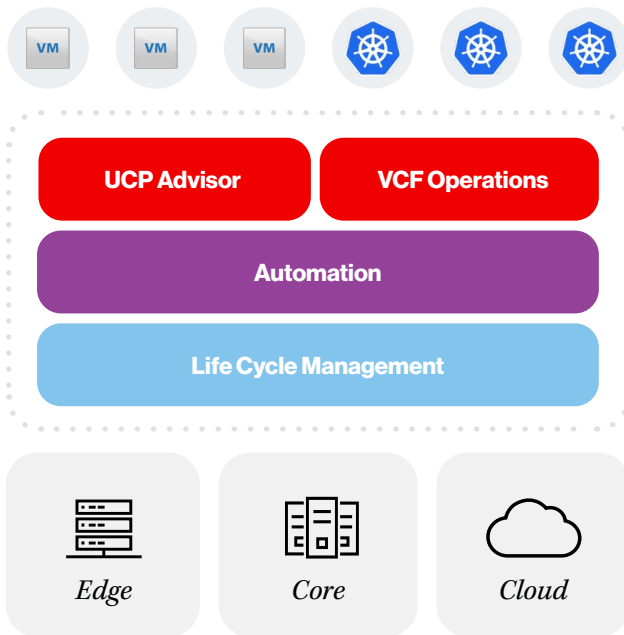 VM VM VM
UCP Advisor VCF Operations
Automation
Life Cycle Management
Edge Core Cloud